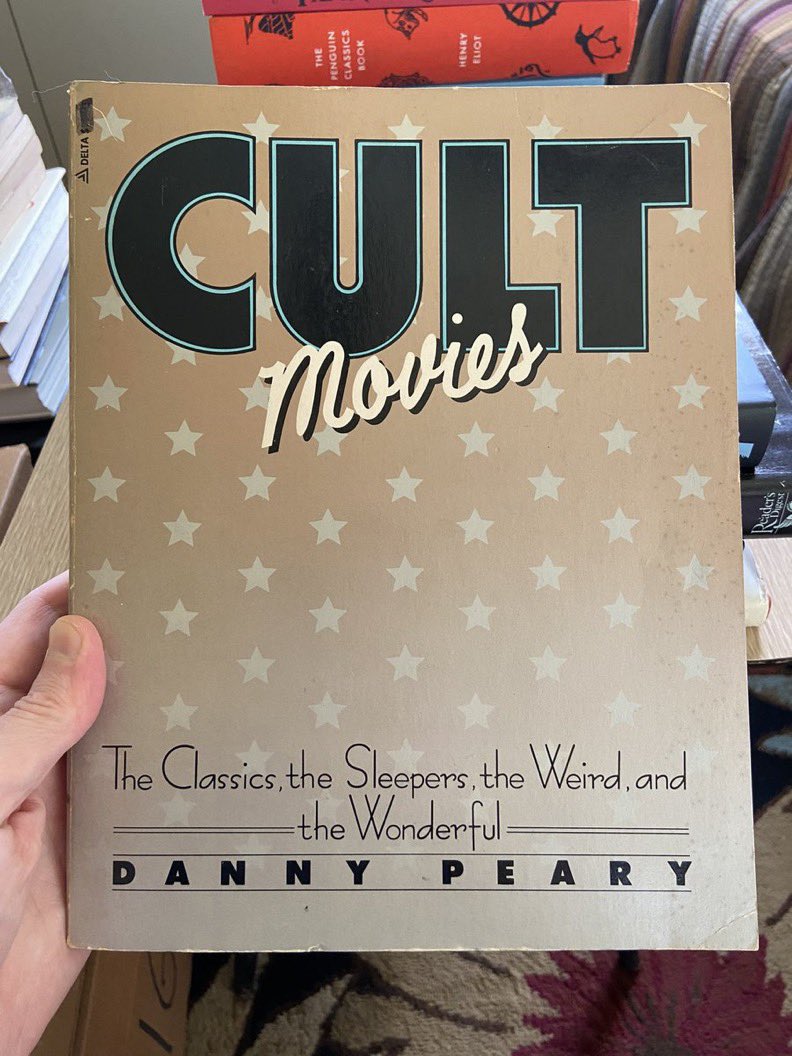 THE
PENGUIN
CLASSICS
BOOK
HENRY
ELIOT
DELTA
CULT
Movies
Reader's
Digest
The Classics, the Sleepers, the Weird, and
the Wonderful
DANNY PEARY